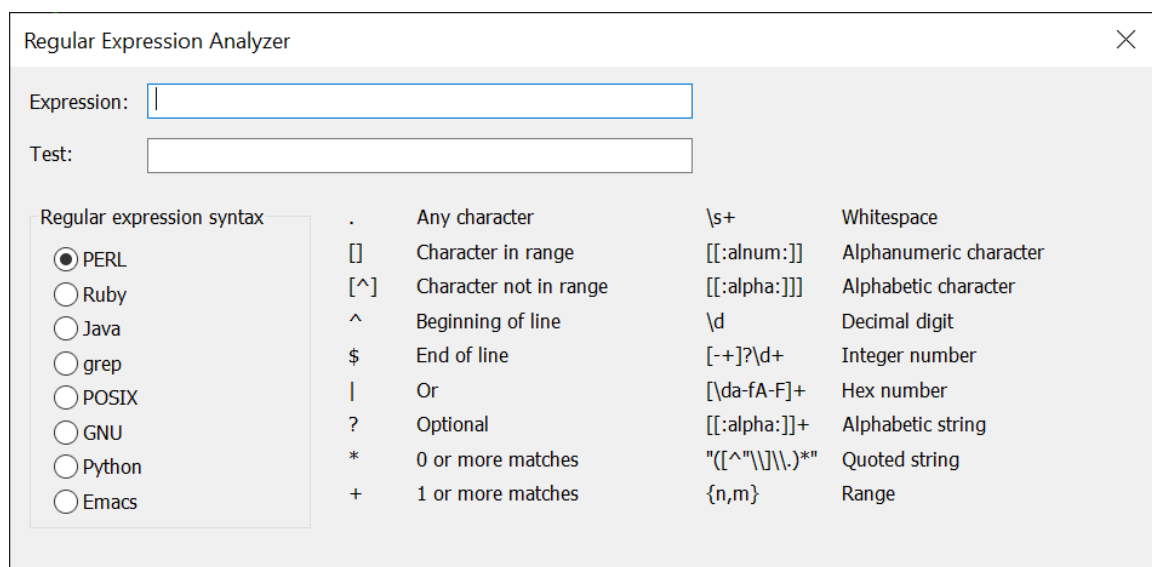 Regular Expression Analyzer
Expression:
Test:
Regular expression syntax
PERL
Ruby
Java
grep
POSIX
GNU
Python
Emacs
. Any character
[] Character in range
[^] Character not in range
^ Beginning of line
$ End of line
| Or
? Optional
* 0 or more matches
+ 1 or more matches
\s+ Whitespace
[[:alnum:]] Alphanumeric character
[[:alpha:]]] Alphabetic character
\d Decimal digit
[-+]?\d+ Integer number
[\da-fA-F]+ Hex number
[[:alpha:]]+ Alphabetic string
"([^"\\]\\.)*" Quoted string
{n,m} Range